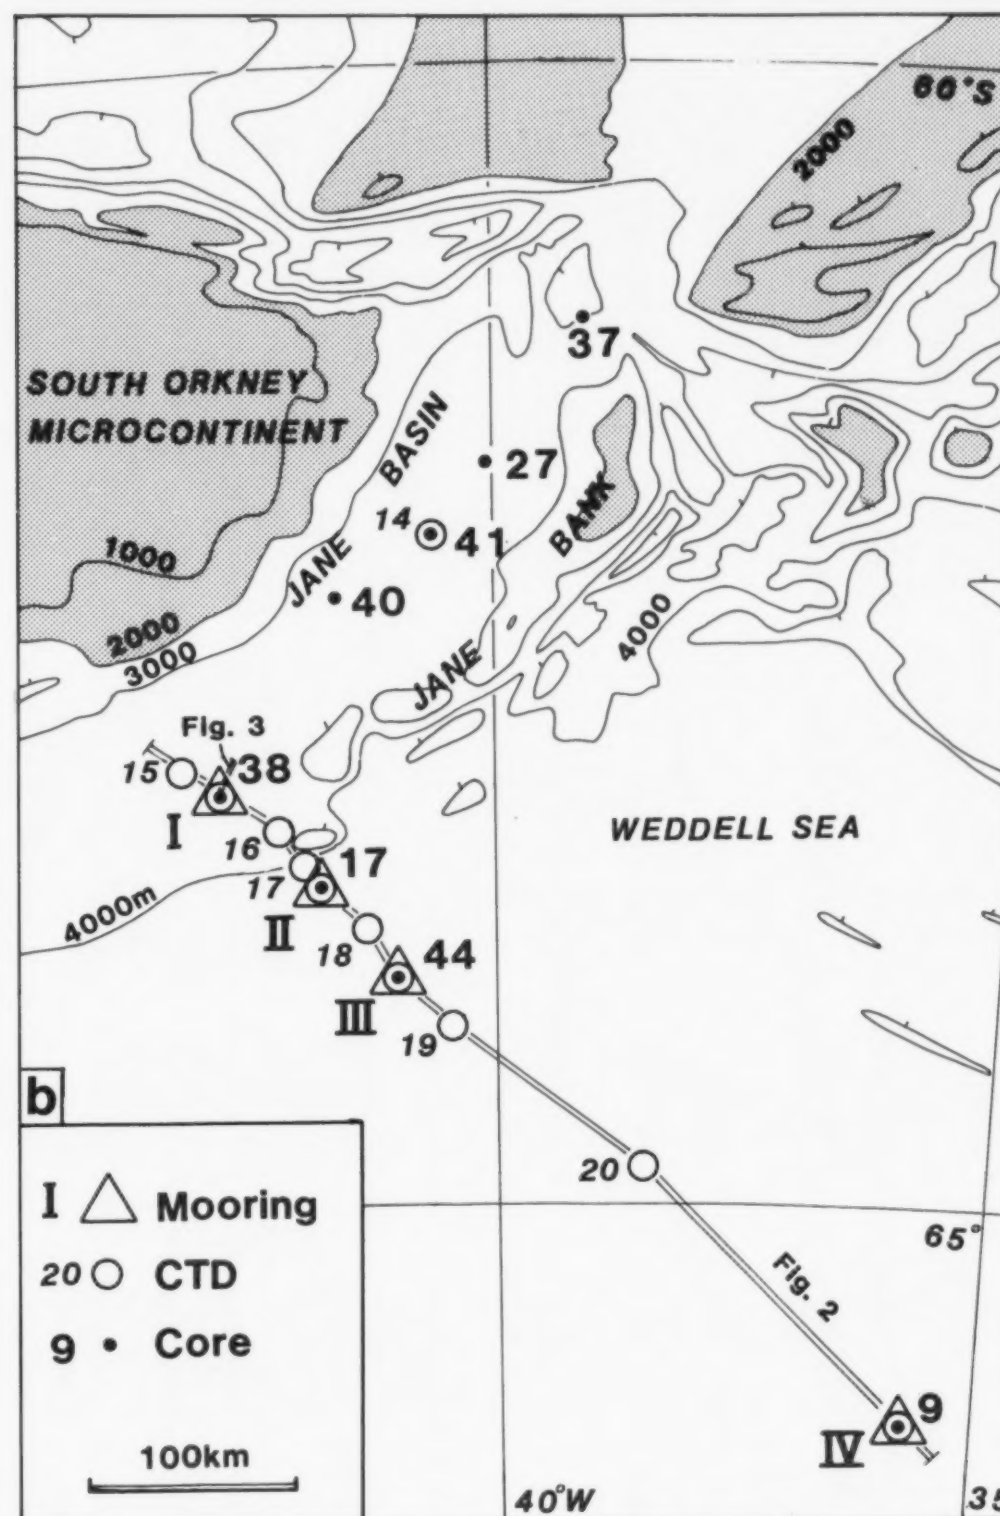 60°S
2000
37
SOUTH ORKNEY
MICROCONTINENT
JANE BASIN
27
JANE BANK
14
41
40
1000
2000
3000
4000
Fig. 3
15
38
I
16
WEDDELL SEA
17
17
4000m
II
18
44
III
19
b
20
65°
I Mooring
20 CTD
9 Core
100km
Fig. 2
9
IV
40°W
35